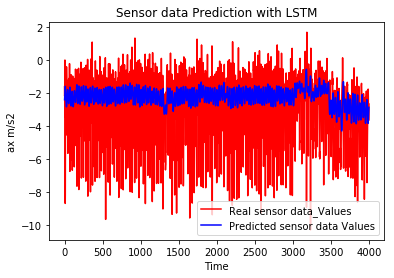 Sensor data Prediction with LSTM
2
0
−2
−4
−6
−8
−10
ax m/s2
0 500 1000 1500 2000 2500 3000 3500 4000
Time
Real sensor data_Values
Predicted sensor data Values